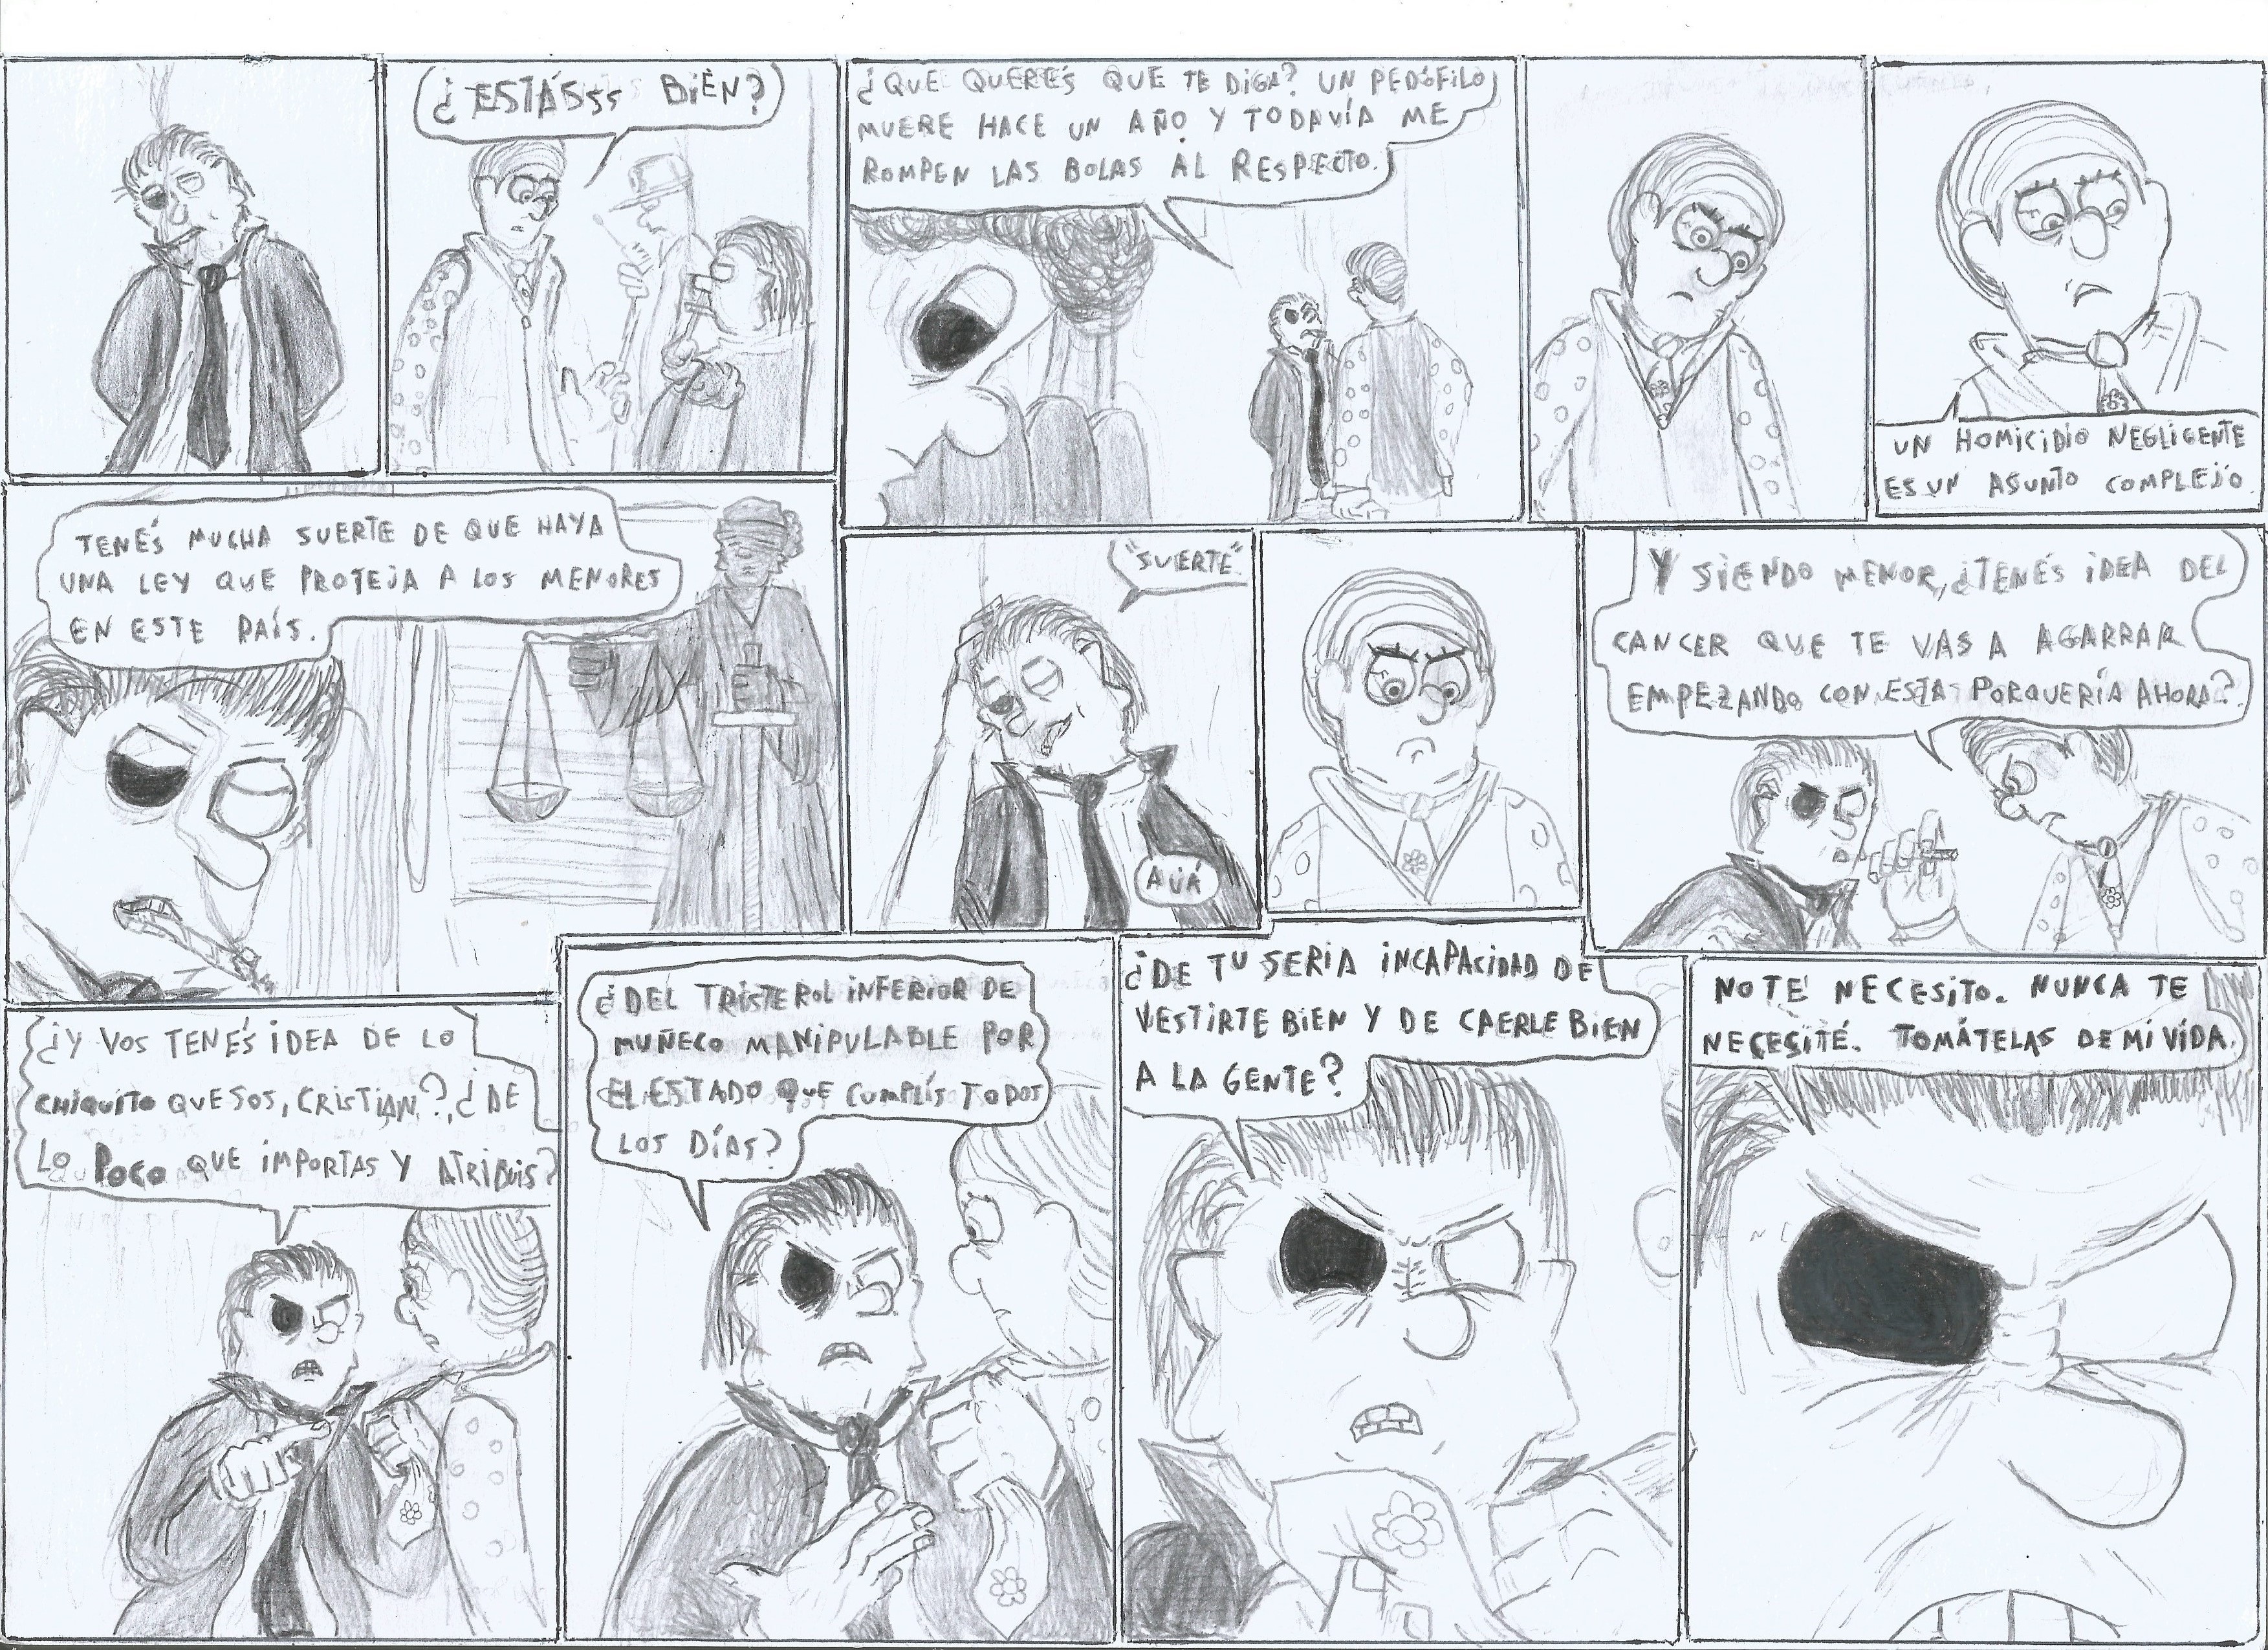 ¿ESTÁSss BIÉN?
¿QUE QUERÉS QUE TE DIGA? UN PEDÓFILO
MUERE HACE UN AÑO Y TODAVÍA ME
ROMPEN LAS BOLAS AL RESPECTO.
UN HOMICIDIO NEGLIGENTE
ES UN ASUNTO COMPLEJO.
TENÉS MUCHA SUERTE DE QUE HAYA
UNA LEY QUE PROTEJA A LOS MENORES
EN ESTE PAÍS.
"SUERTE"
AUÁ
Y SIENDO MENOR, ¿TENÉS IDEA DEL
CANCER QUE TE VAS A AGARRAR
EMPEZANDO CON ESTA PORQUERÍA AHORA?
¿Y VOS TENÉS IDEA DE LO
CHIQUITO QUE SOS, CRISTIAN?, ¿DE
LO POCO QUE IMPORTAS Y ATRIBUIS?
¿DEL TRISTE ROL INFERIOR DE
MUÑECO MANIPULABLE POR
EL ESTADO QUE CUMPLÍS TODOS
LOS DÍAS?
¿DE TU SERIA INCAPACIDAD DE
VESTIRTE BIEN Y DE CAERLE BIEN
A LA GENTE?
NO TE NECESITO. NUNCA TE
NECESITÉ. TOMÁTELAS DE MI VIDA.